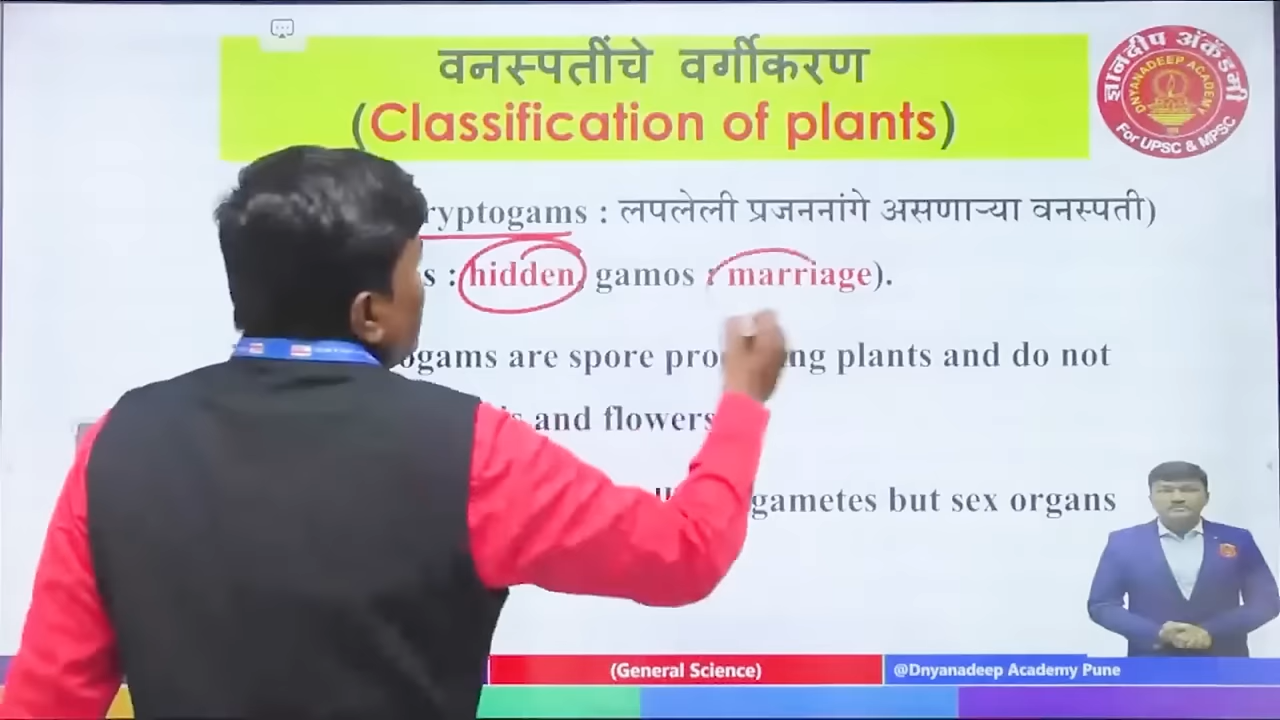 वनस्पतींचे वर्गीकरण
(Classification of plants)
ज्ञानदीप अ‍ॅकॅडमी
DNYANADEEP ACADEMY
For UPSC & MPSC
ryptogams : लपलेली प्रजननांगे असणाऱ्या वनस्पती)
s : hidden, gamos : marriage).
ogams are spore pro ng plants and do not
and flowers
gametes but sex organs
(General Science)
@Dnyanadeep Academy Pune